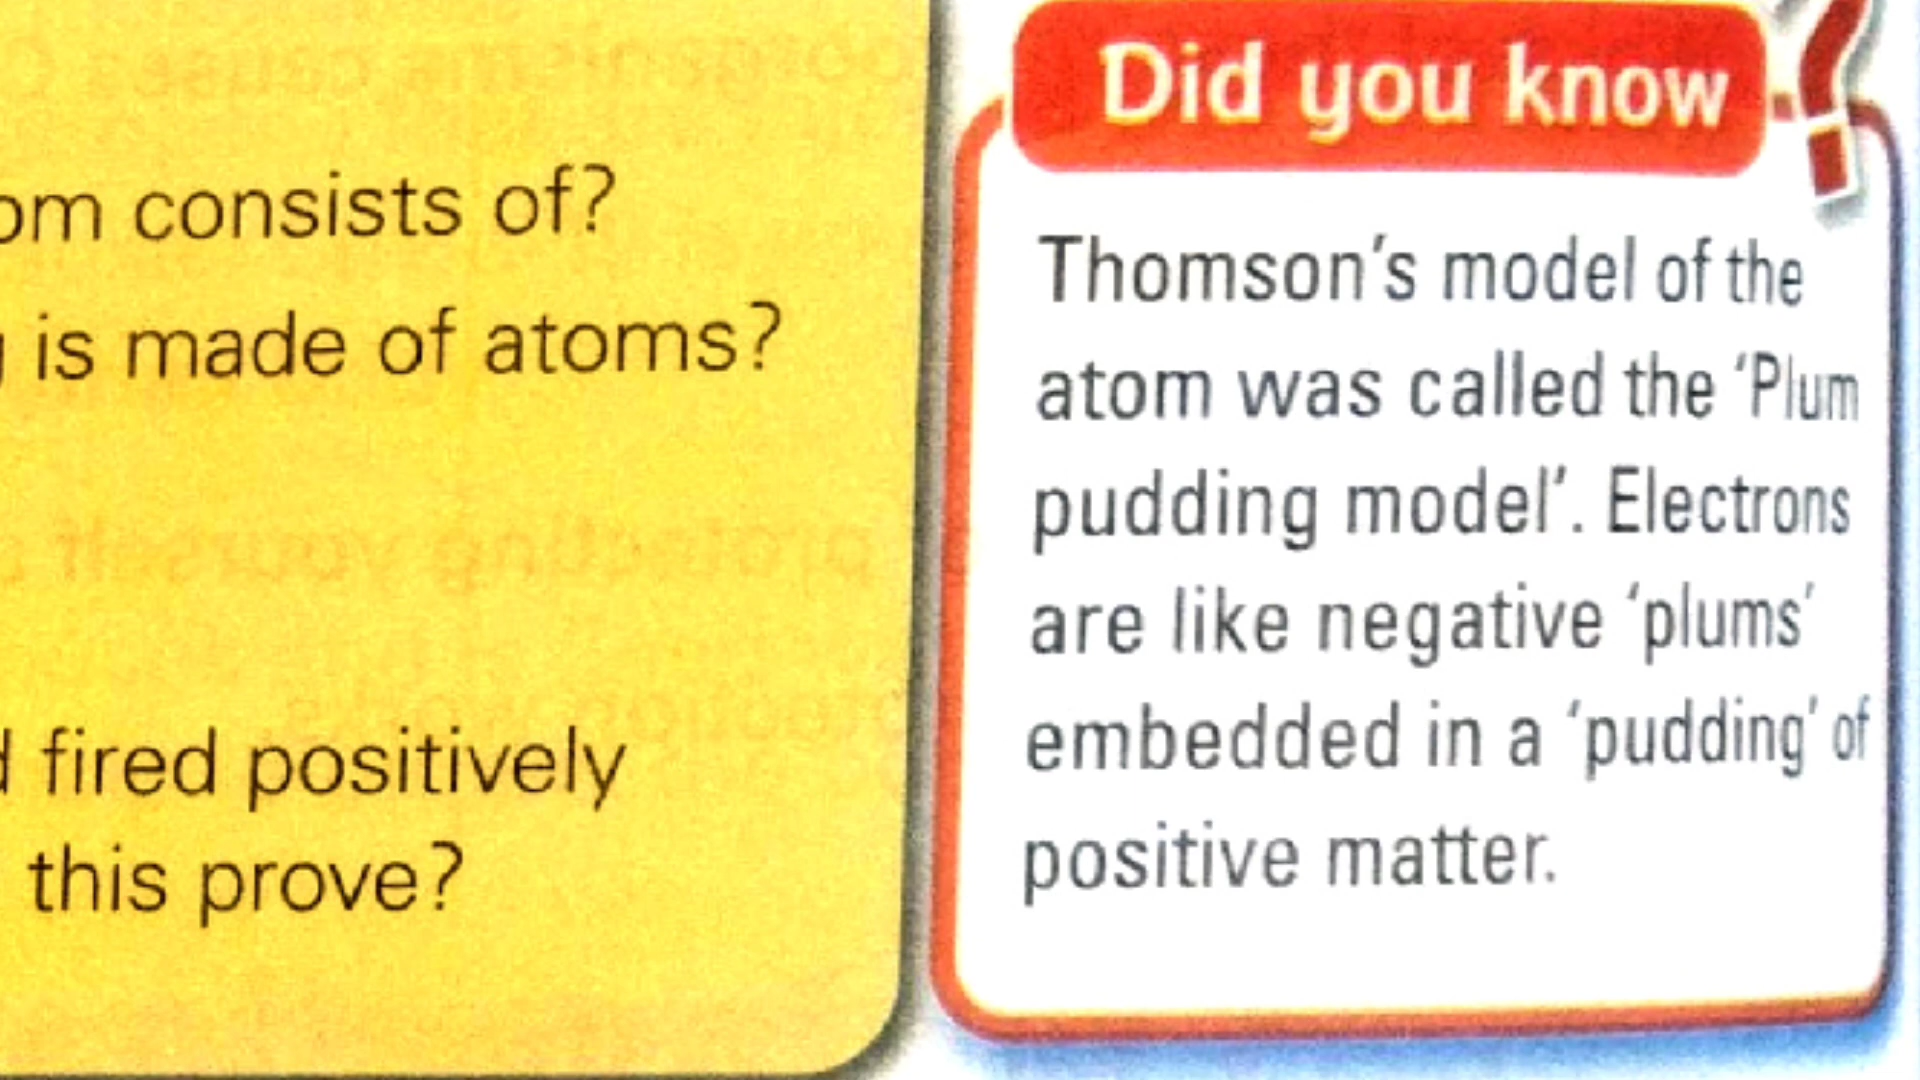 om consists of?
is made of atoms?
fired positively
this prove?
Did you know?
Thomson's model of the
atom was called the 'Plum
pudding model'. Electrons
are like negative 'plums'
embedded in a 'pudding' of
positive matter.